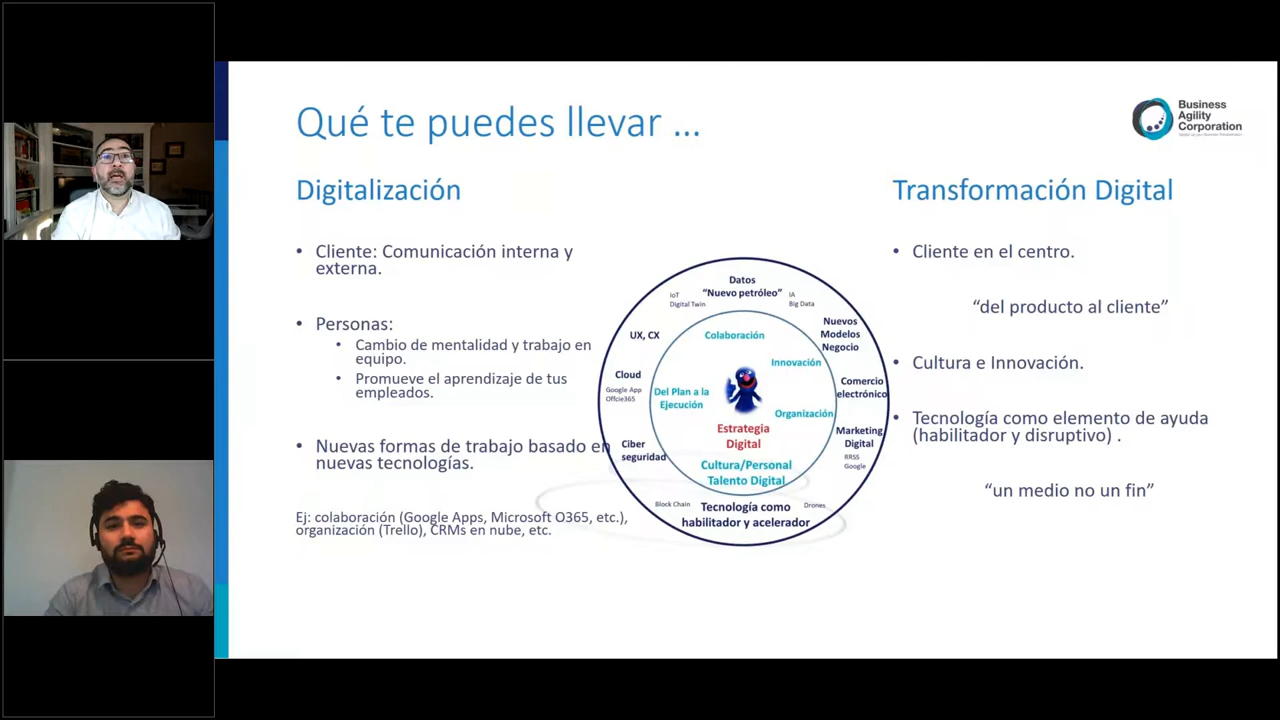 Qué te puedes llevar ...
Business
Agility
Corporation
Digitalización
Transformación Digital
• Cliente: Comunicación interna y
externa.
• Personas:
• Cambio de mentalidad y trabajo en
equipo.
• Promueve el aprendizaje de tus
empleados.
• Nuevas formas de trabajo basado en
nuevas tecnologías.
Ej: colaboración (Google Apps, Microsoft O365, etc.),
organización (Trello), CRMs en nube, etc.
Datos
“Nuevo petróleo”
IoT
Digital Twin
IA
Big Data
UX, CX
Nuevos
Modelos
Negocio
Cloud
Google App
Offcie365
Comercio
electrónico
Ciber
seguridad
Marketing
Digital
RRSS
Google
Block Chain
Tecnología como
habilitador y acelerador
Drones
Colaboración
Innovación
Del Plan a la
Ejecución
Organización
Estrategia
Digital
Cultura/Personal
Talento Digital
• Cliente en el centro.
“del producto al cliente”
• Cultura e Innovación.
• Tecnología como elemento de ayuda
(habilitador y disruptivo) .
“un medio no un fin”